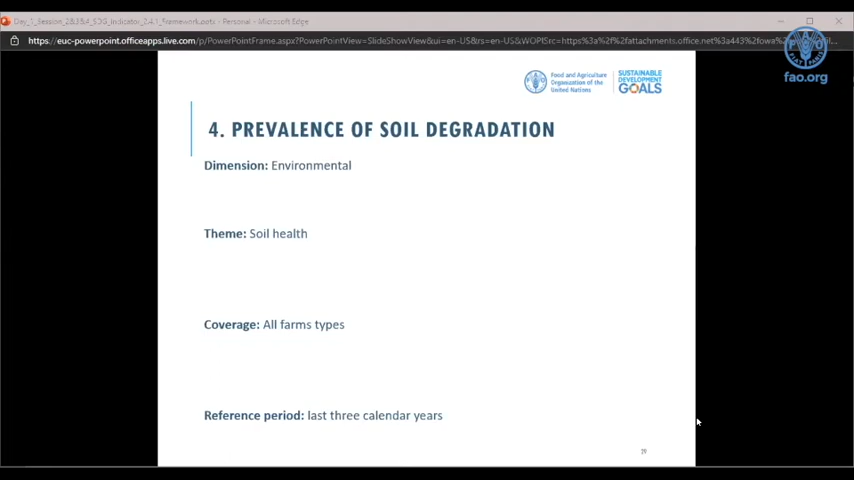 Day_1_Session_2&3&4_SDG_Indicator_2.4.1_Framework.pptx - Personal - Microsoft Edge
https://euc-powerpoint.officeapps.live.com/p/PowerPointFrame.aspx?PowerPointView=SlideShowView&ui=en-US&rs=en-US&WOPISrc=https%3a%2f%2fattachments.office.net%3a443%2fowa%2
fao.org
Food and Agriculture
Organization of the
United Nations
SUSTAINABLE
DEVELOPMENT
GOALS
4. PREVALENCE OF SOIL DEGRADATION
Dimension: Environmental
Theme: Soil health
Coverage: All farms types
Reference period: last three calendar years